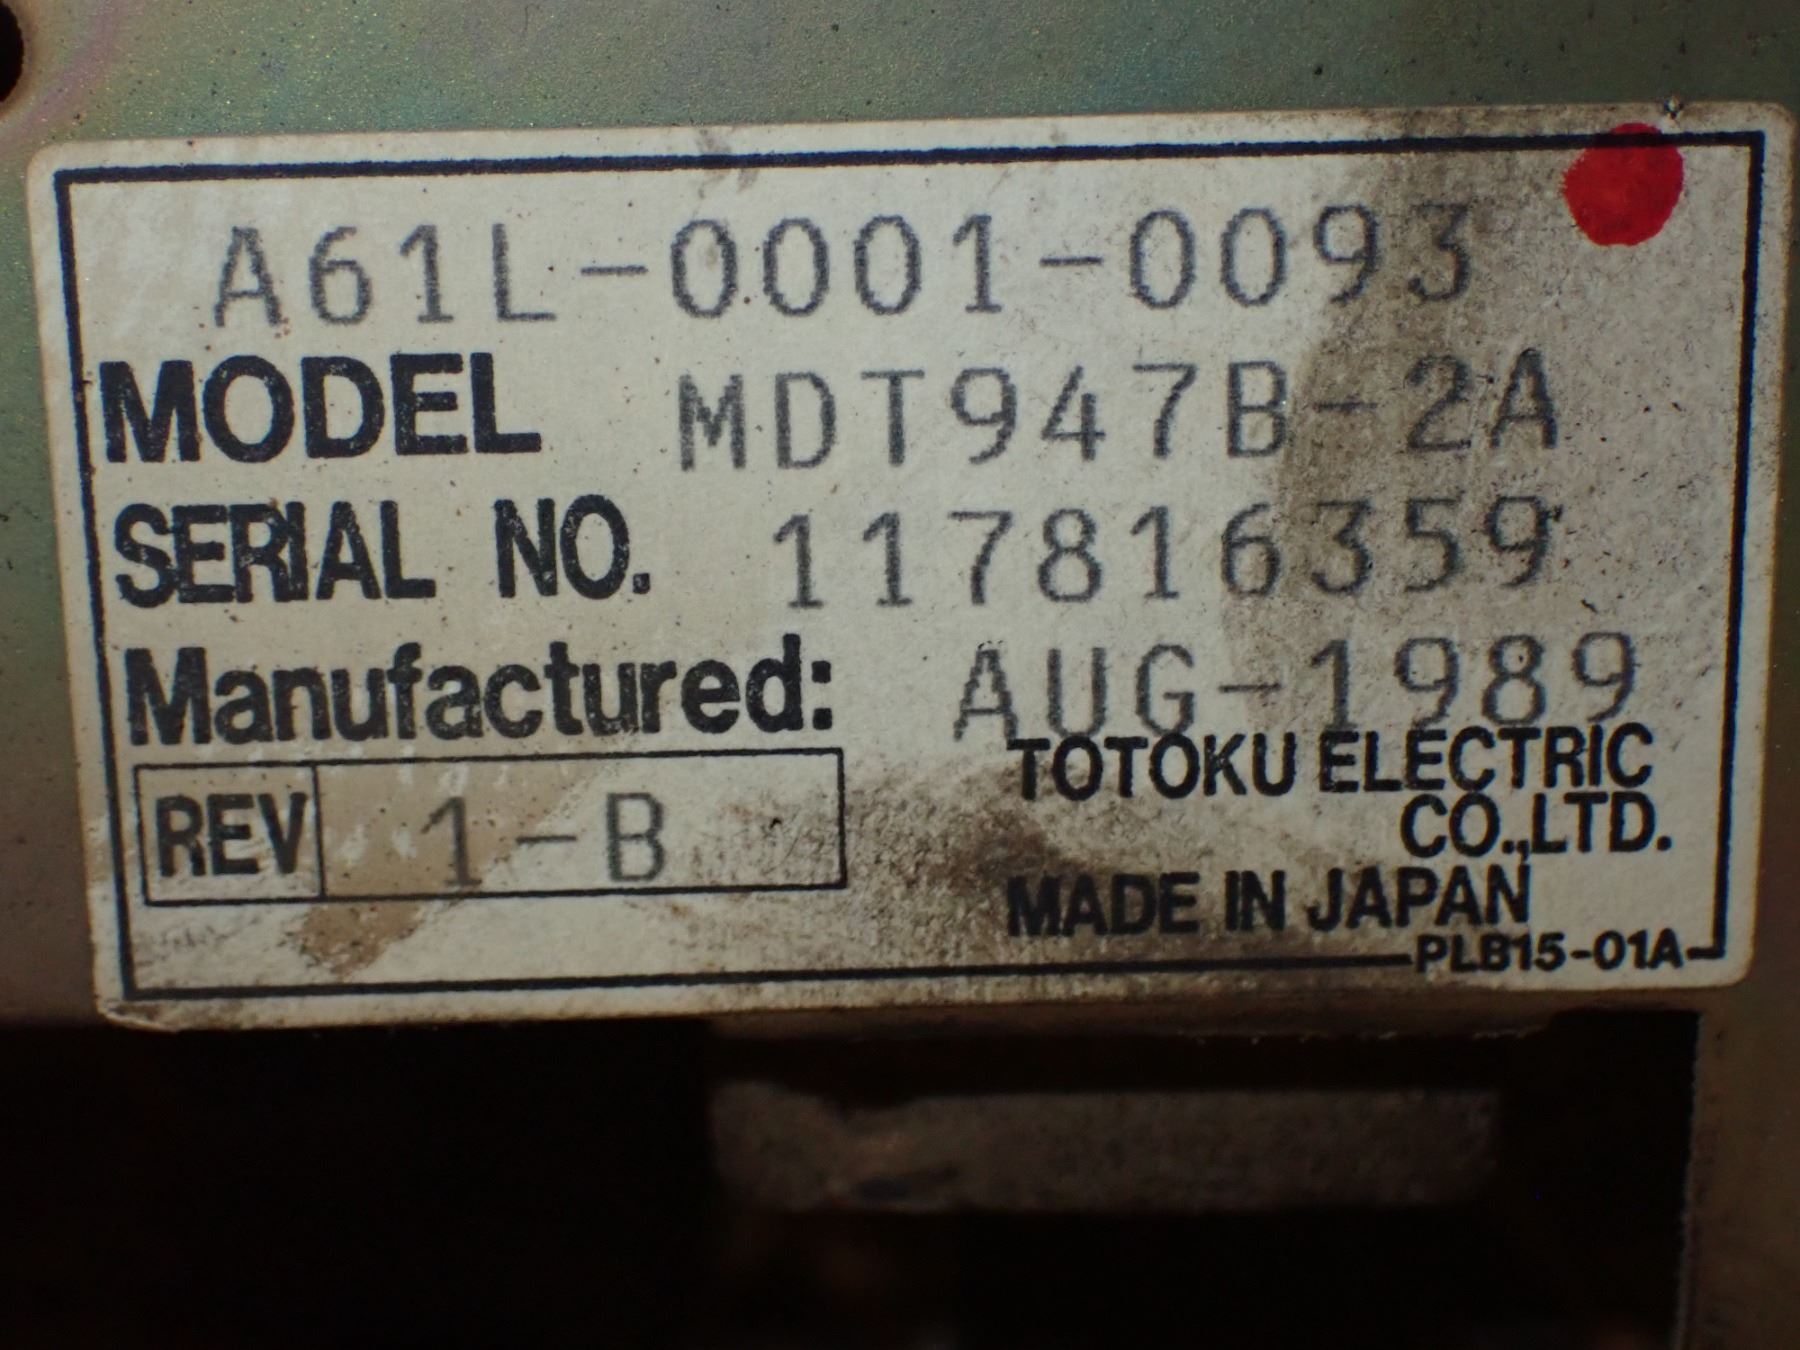 A61L-0001-0093
MODEL MDT947B-2A
SERIAL NO. 117816359
Manufactured: AUG-1989
TOTOKU ELECTRIC
CO.,LTD.
REV 1-B
MADE IN JAPAN
PLB15-01A